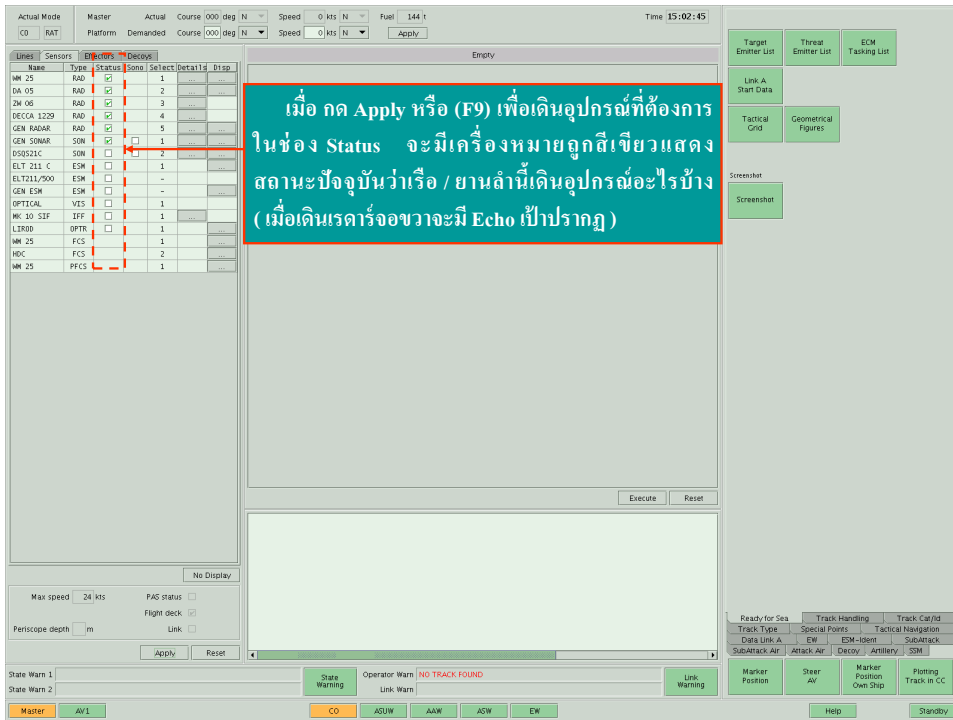 Actual Mode Master Actual Course 000 deg N Speed 0 kts N Fuel 144 t Time 15:02:45
CO RAT Platform Demanded Course 000 deg N Speed 0 kts N Apply
Lines Sensors Effectors Decoys
Name Type Status Sono Select Details Disp
WM 25 RAD 1 ... ...
DA 05 RAD 2 ... ...
ZW 06 RAD 3 ...
DECCA 1229 RAD 4 ...
GEN RADAR RAD 5 ... ...
GEN SONAR SON 1 ... ...
DSQS21C SON 2 ... ...
ELT 211 C ESM 1 ...
ELT211/500 ESM -
GEN ESM ESM - ...
OPTICAL VIS 1
MK 10 SIF IFF 1 ...
LIROD OPTR 1 ...
WM 25 FCS 1 ...
HDC FCS 2 ...
WM 25 PFCS 1 ...
No Display
Max speed 24 kts PAS status
Flight deck
Periscope depth m Link
Apply Reset
Empty
เมื่อ กด Apply หรือ (F9) เพื่อเดินอุปกรณ์ที่ต้องการ
ในช่อง Status จะมีเครื่องหมายถูกสีเขียวแสดง
สถานะปัจจุบันว่าเรือ / ยานลำนี้เดินอุปกรณ์อะไรบ้าง
( เมื่อเดินเรดาร์จอขวาจะมี Echo เป้าปรากฏ )
Execute Reset
Target Emitter List
Threat Emitter List
ECM Tasking List
Link A Start Data
Tactical Grid
Geometrical Figures
Screenshot
Screenshot
Ready for Sea Track Handling Track Cat/Id
Track Type Special Points Tactical Navigation
Data Link A EW ESM-Ident SubAttack
SubAttack Air Attack Air Decoy Artillery SSM
Marker Position
Steer AV
Marker Position Own Ship
Plotting Track in CC
State Warn 1 State Warning Operator Warn NO TRACK FOUND Link Warning
State Warn 2 Link Warn
Master AV1 CO ASUW AAW ASW EW Help Standby